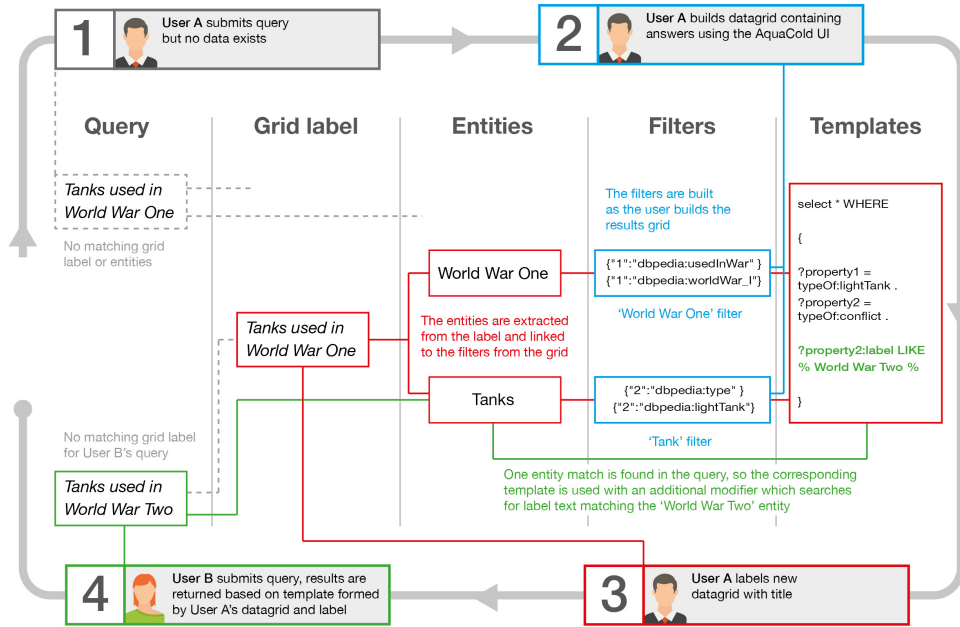 1
User A submits query
but no data exists
2
User A builds datagrid containing
answers using the AquaCold UI
Query
Grid label
Entities
Filters
Templates
Tanks used in
World War One
No matching grid
label or entities
The filters are built
as the user builds the
results grid
World War One
{"1":"dbpedia:usedInWar" }
{"1":"dbpedia:worldWar_I"}
'World War One' filter
Tanks used in
World War One
The entities are extracted
from the label and linked
to the filters from the grid
Tanks
{"2":"dbpedia:type" }
{"2":"dbpedia:lightTank"}
'Tank' filter
select * WHERE
{
?property1 =
typeOf:lightTank .
?property2 =
typeOf:conflict .
?property2:label LIKE
% World War Two %
}
No matching grid label
for User B's query
Tanks used in
World War Two
One entity match is found in the query, so the corresponding
template is used with an additional modifier which searches
for label text matching the 'World War Two' entity
4
User B submits query, results are
returned based on template formed
by User A's datagrid and label
3
User A labels new
datagrid with title